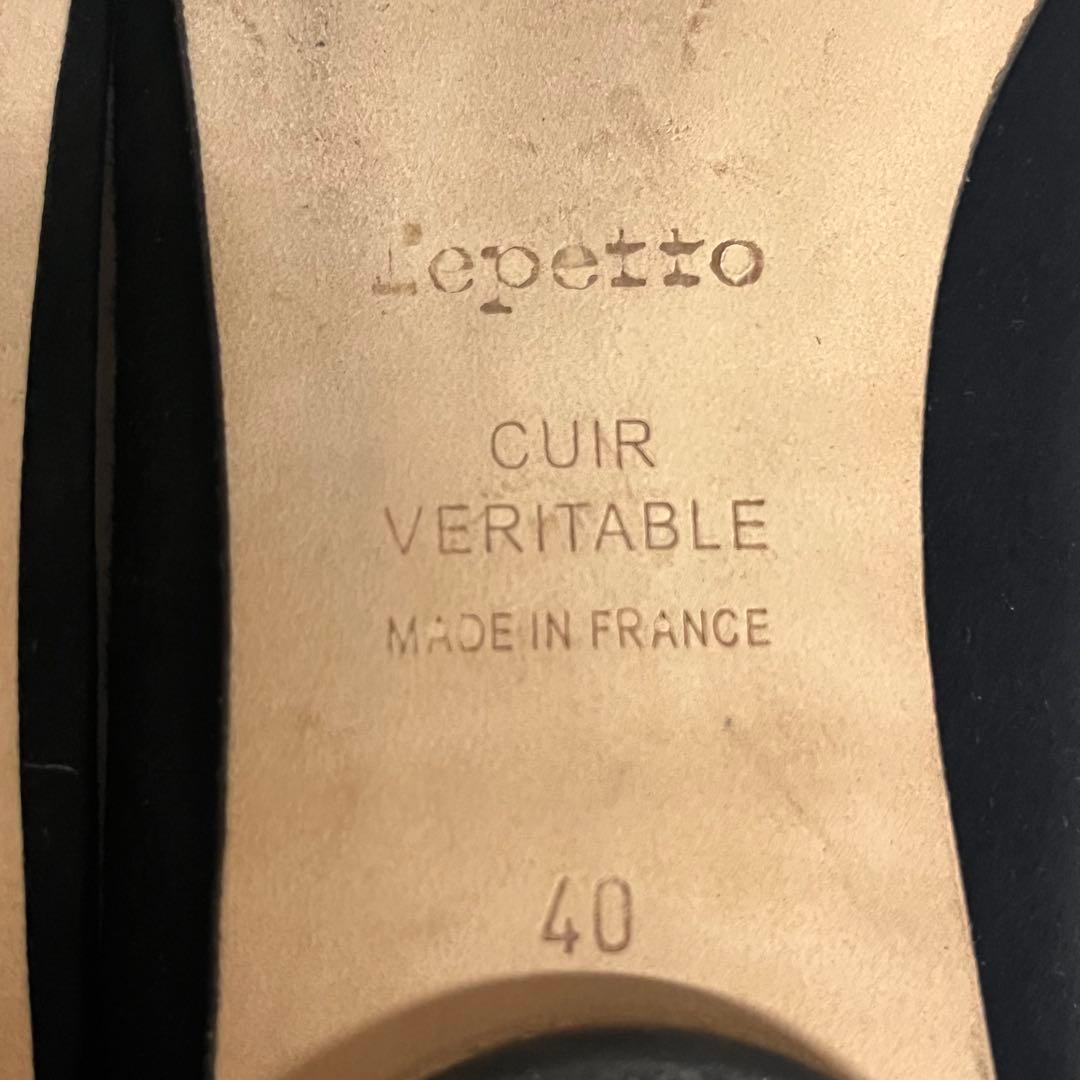 repetto
CUIR
VERITABLE
MADE IN FRANCE
40